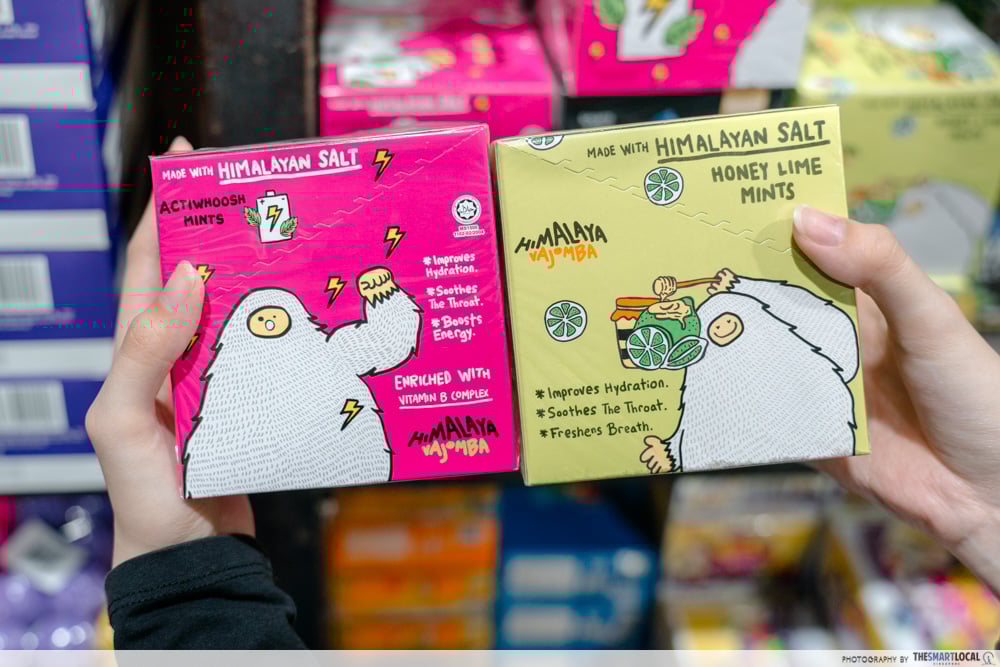 MADE WITH HIMALAYAN SALT
ACTIWHOOSH
MINTS
* Improves
Hydration.
* Soothes
The Throat.
* Boosts
Energy.
ENRICHED WITH
VITAMIN B COMPLEX
HiMALAYA
VAJOMBA
MADE WITH HIMALAYAN SALT
HONEY LIME
MINTS
HiMALAYA
VAJOMBA
* Improves Hydration.
* Soothes The Throat.
* Freshens Breath.
PHOTOGRAPHY BY THESMARTLOCAL